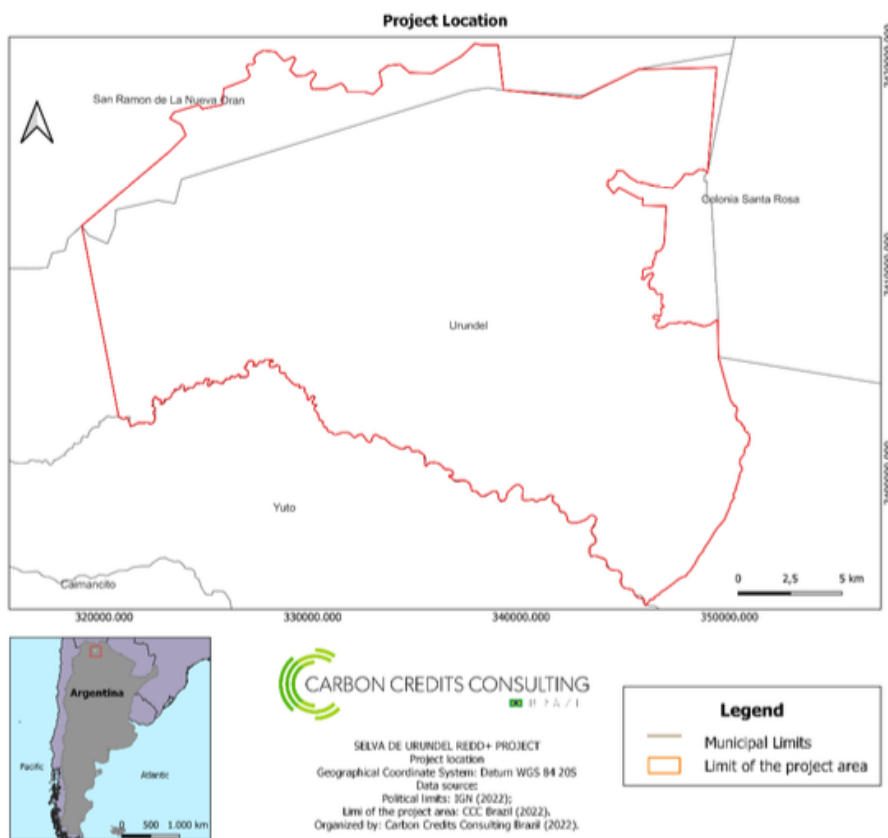 Project Location
San Ramon de La Nueva Oran
Colonia Santa Rosa
Urundel
Yuto
Caimancito
0 2,5 5 km
320000.000 330000.000 340000.000 350000.000
Argentina
Pacific
Atlantic
0 500 1.000 km
CARBON CREDITS CONSULTING
SELVA DE URUNDEL REDD+ PROJECT
Project location
Geographical Coordinate System: Datum WGS 84 20S
Data source:
Political limits: IGN (2022);
Limi of the project area: CCC Brazil (2022).
Organized by: Carbon Credits Consulting Brazil (2022).
Legend
Municipal Limits
Limit of the project area